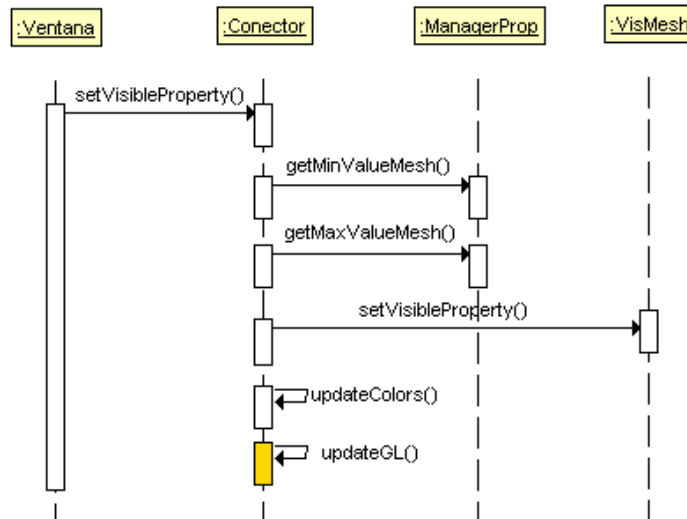 :Ventana
:Conector
:ManagerProp
:VisMesh
setVisibleProperty()
getMinValueMesh()
getMaxValueMesh()
setVisibleProperty()
updateColors()
updateGL()